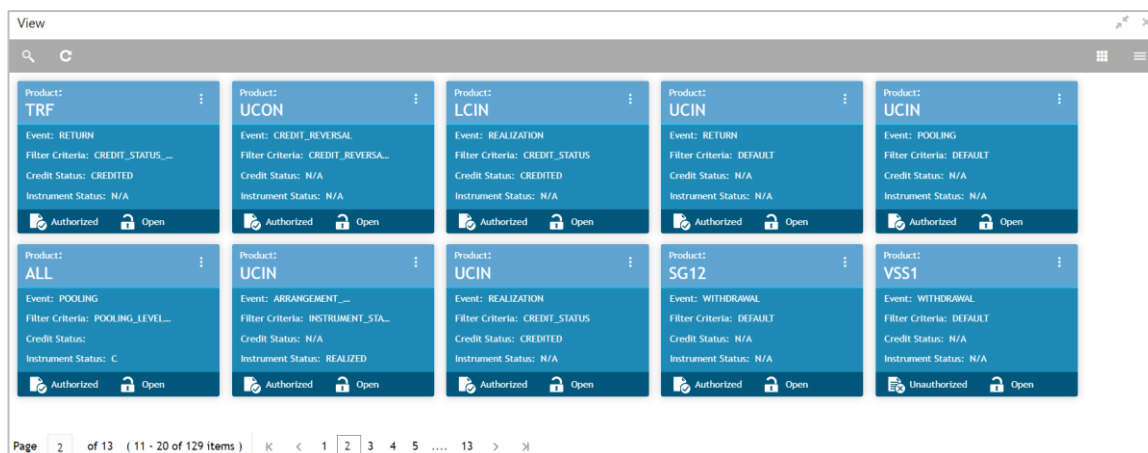 View
Product:
TRF
Event: RETURN
Filter Criteria: CREDIT_STATUS_...
Credit Status: CREDITED
Instrument Status: N/A
Authorized Open
Product:
UCON
Event: CREDIT_REVERSAL
Filter Criteria: CREDIT_REVERSA...
Credit Status: N/A
Instrument Status: N/A
Authorized Open
Product:
LCIN
Event: REALIZATION
Filter Criteria: CREDIT_STATUS
Credit Status: CREDITED
Instrument Status: N/A
Authorized Open
Product:
UCIN
Event: RETURN
Filter Criteria: DEFAULT
Credit Status: N/A
Instrument Status: N/A
Authorized Open
Product:
UCIN
Event: POOLING
Filter Criteria: DEFAULT
Credit Status: N/A
Instrument Status: N/A
Authorized Open
Product:
ALL
Event: POOLING
Filter Criteria: POOLING_LEVEL...
Credit Status:
Instrument Status: C
Authorized Open
Product:
UCIN
Event: ARRANGEMENT_...
Filter Criteria: INSTRUMENT_STA...
Credit Status: N/A
Instrument Status: REALIZED
Authorized Open
Product:
UCIN
Event: REALIZATION
Filter Criteria: CREDIT_STATUS
Credit Status: CREDITED
Instrument Status: N/A
Authorized Open
Product:
SG12
Event: WITHDRAWAL
Filter Criteria: DEFAULT
Credit Status: N/A
Instrument Status: N/A
Authorized Open
Product:
VSS1
Event: WITHDRAWAL
Filter Criteria: DEFAULT
Credit Status: N/A
Instrument Status: N/A
Unauthorized Open
Page 2 of 13 ( 11 - 20 of 129 items ) 1 2 3 4 5 .... 13